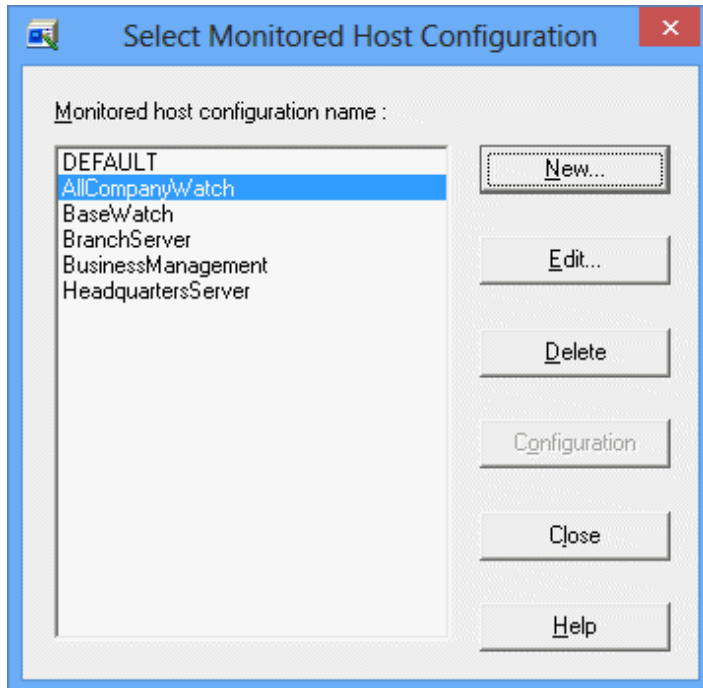 Select Monitored Host Configuration
Monitored host configuration name :
DEFAULT
AllCompanyWatch
BaseWatch
BranchServer
BusinessManagement
HeadquartersServer
New...
Edit...
Delete
Configuration
Close
Help